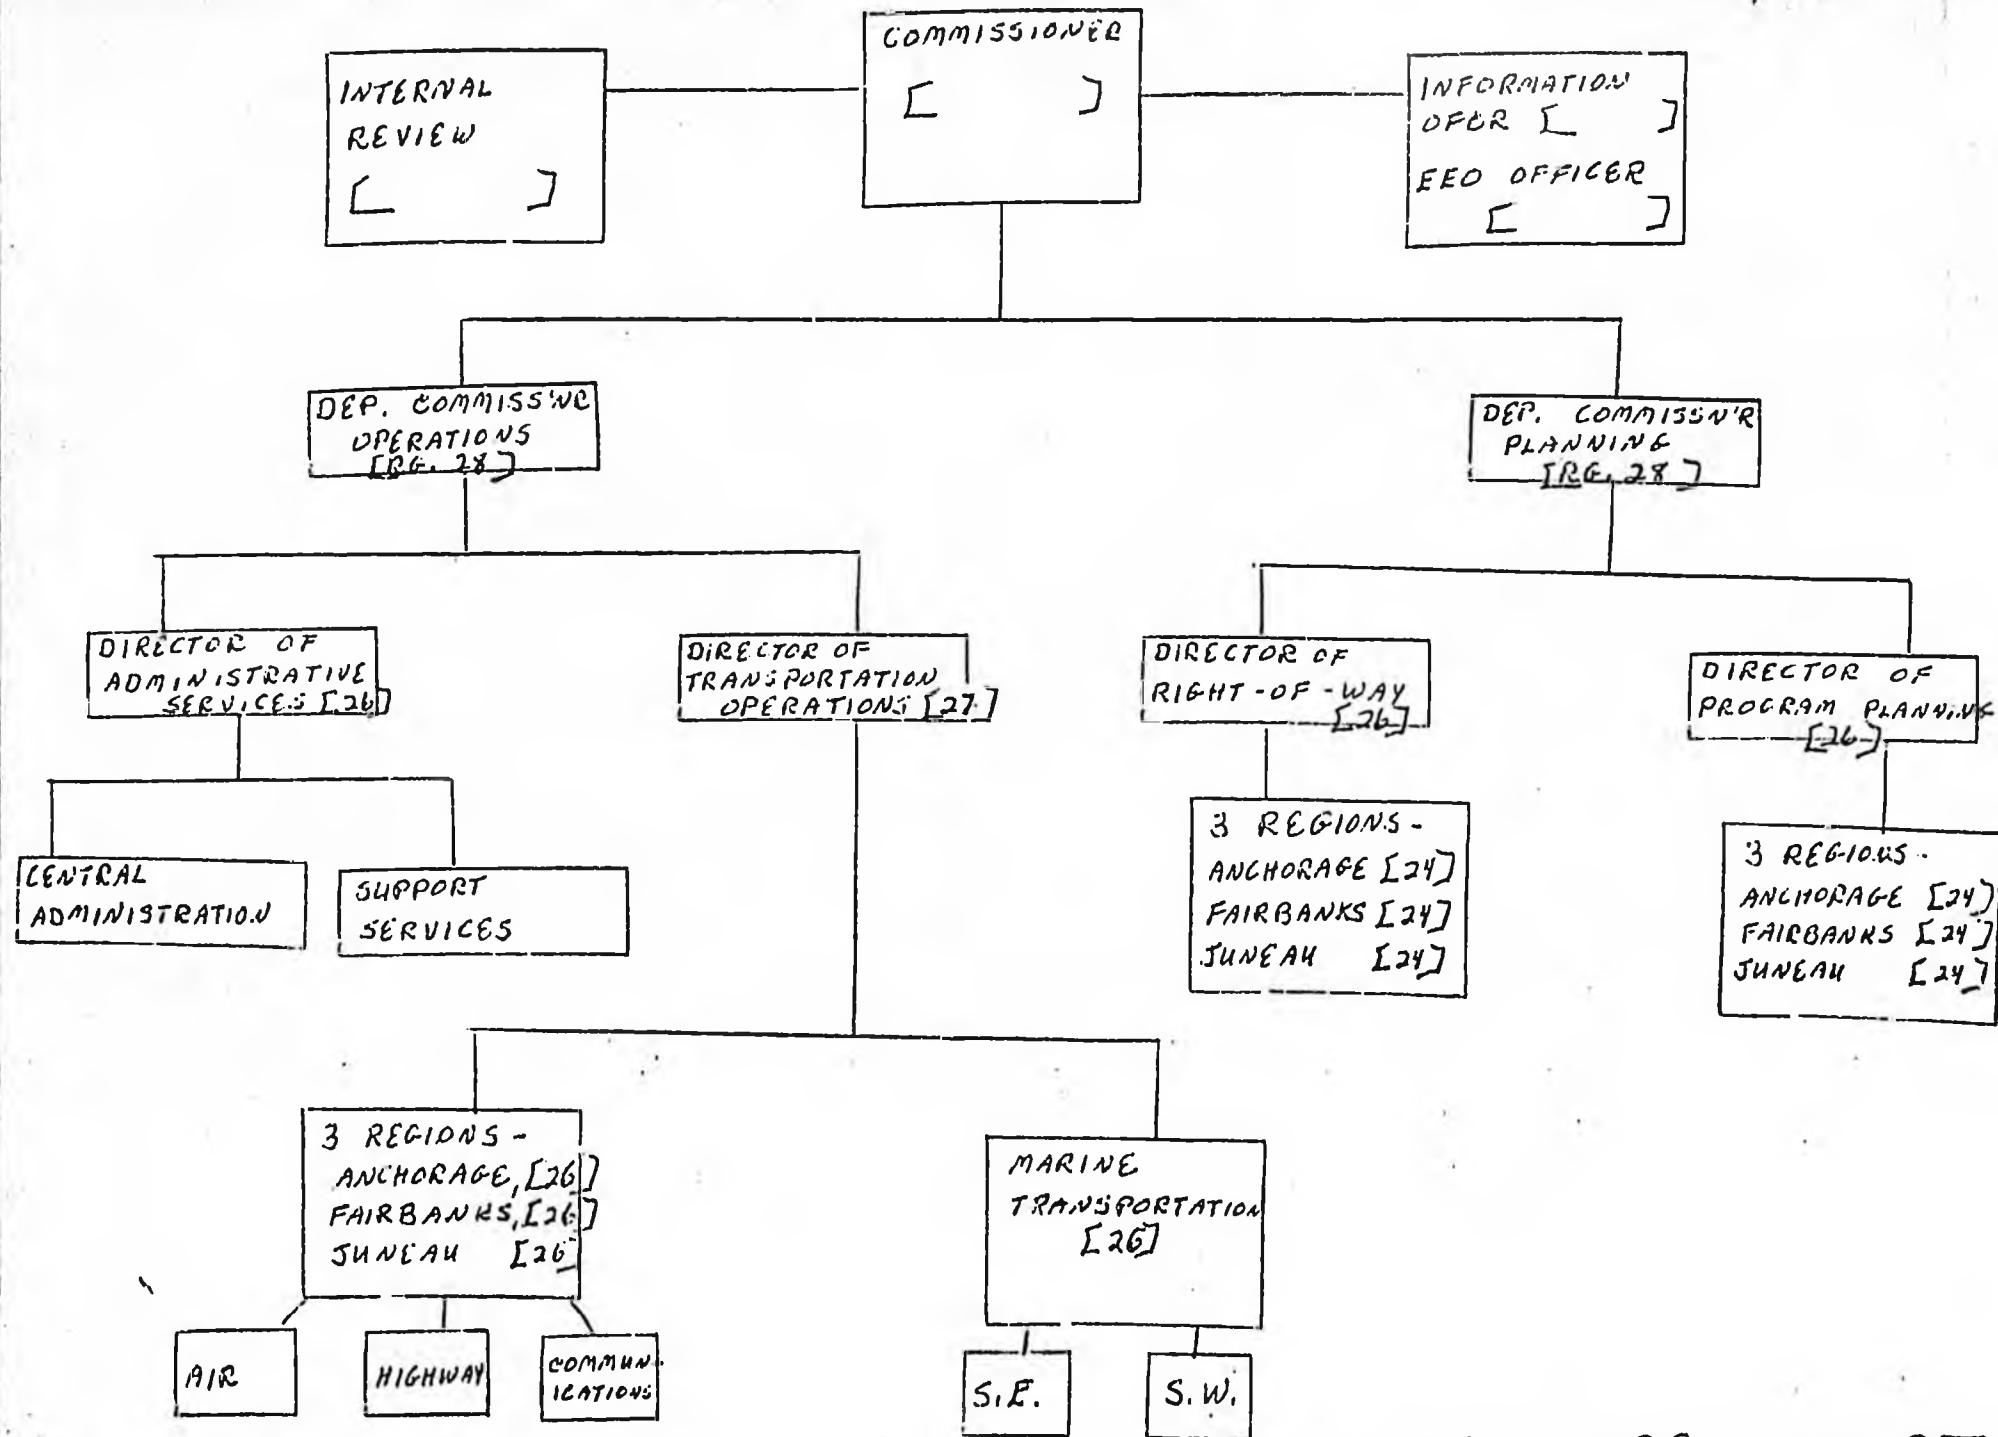 COMMISSIONER
[ ]
INTERNAL
REVIEW
[ ]
INFORMATION
OFCR [ ]
EEO OFFICER
[ ]
DEP. COMMISS'NR
OPERATIONS
[RG. 28]
DEP. COMMISSN'R
PLANNING
[RG. 28]
DIRECTOR OF
ADMINISTRATIVE
SERVICES [26]
DIRECTOR OF
TRANSPORTATION
OPERATIONS [27]
DIRECTOR OF
RIGHT-OF-WAY
[26]
DIRECTOR OF
PROGRAM PLANNING
[26]
CENTRAL
ADMINISTRATION
SUPPORT
SERVICES
3 REGIONS-
ANCHORAGE [24]
FAIRBANKS [24]
JUNEAU [24]
3 REGIONS-
ANCHORAGE [24]
FAIRBANKS [24]
JUNEAU [24]
3 REGIONS-
ANCHORAGE, [26]
FAIRBANKS, [26]
JUNEAU [26]
MARINE
TRANSPORTATION
[26]
AIR
HIGHWAY
COMMUN-
ICATIONS
S.E.
S.W.